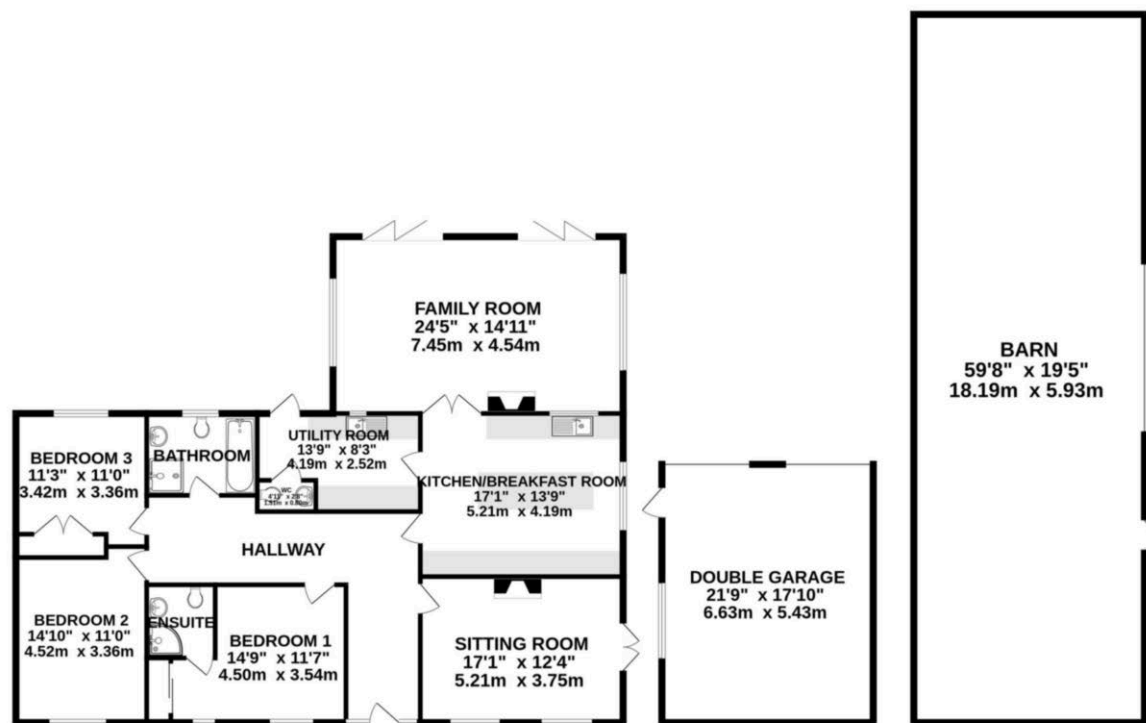 FAMILY ROOM
24'5" x 14'11"
7.45m x 4.54m
BARN
59'8" x 19'5"
18.19m x 5.93m
BEDROOM 3
11'3" x 11'0"
3.42m x 3.36m
BATHROOM
UTILITY ROOM
13'9" x 8'3"
4.19m x 2.52m
WC
KITCHEN/BREAKFAST ROOM
17'1" x 13'9"
5.21m x 4.19m
HALLWAY
DOUBLE GARAGE
21'9" x 17'10"
6.63m x 5.43m
BEDROOM 2
14'10" x 11'0"
4.52m x 3.36m
ENSUITE
BEDROOM 1
14'9" x 11'7"
4.50m x 3.54m
SITTING ROOM
17'1" x 12'4"
5.21m x 3.75m